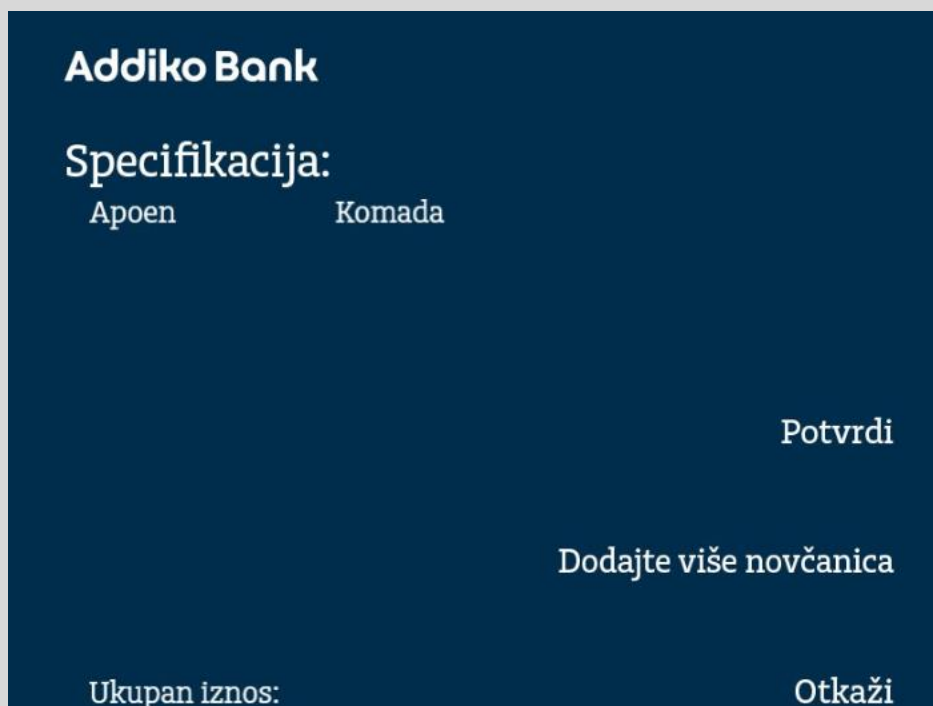 Addiko Bank
Specifikacija:
Apoen Komada
Potvrdi
Dodajte više novčanica
Ukupan iznos: Otkaži